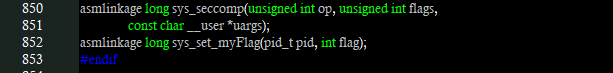 850 asmlinkage long sys_seccomp(unsigned int op, unsigned int flags,
851 const char __user *uargs);
852 asmlinkage long sys_set_myFlag(pid_t pid, int flag);
853 #endif